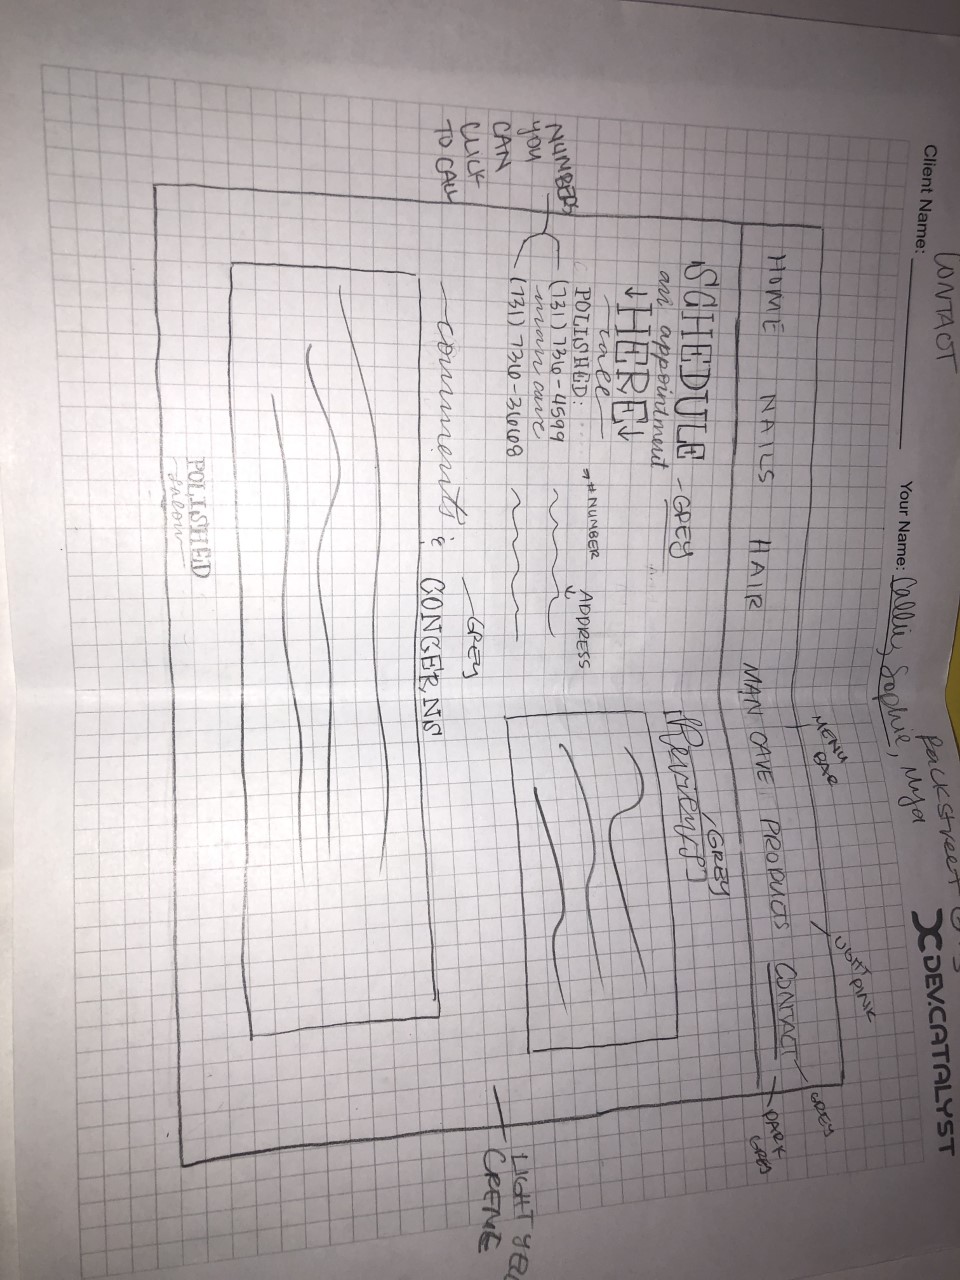 CONTACT
Client Name:
Your Name: Callie, Sophie, Mya
Backstreet
DEV.CATALYST
MENU
BAR
LIGHT
PINK
GREY
DARK
GREY
HOME NAILS HAIR MAN CAVE PRODUCTS CONTACT
SCHEDULE - GREY
an appointment
↓HERE↓
call
POLISHED:
(731) 736-4599
man cave
(731) 736-3668
→ #NUMBER
ADDRESS
GREY
Reviews
NUMBERS
YOU
CAN
CLICK
TO CALL
LIGHT YEL
CREME
GREY
comments & CONCERNS
POLISHED
salon